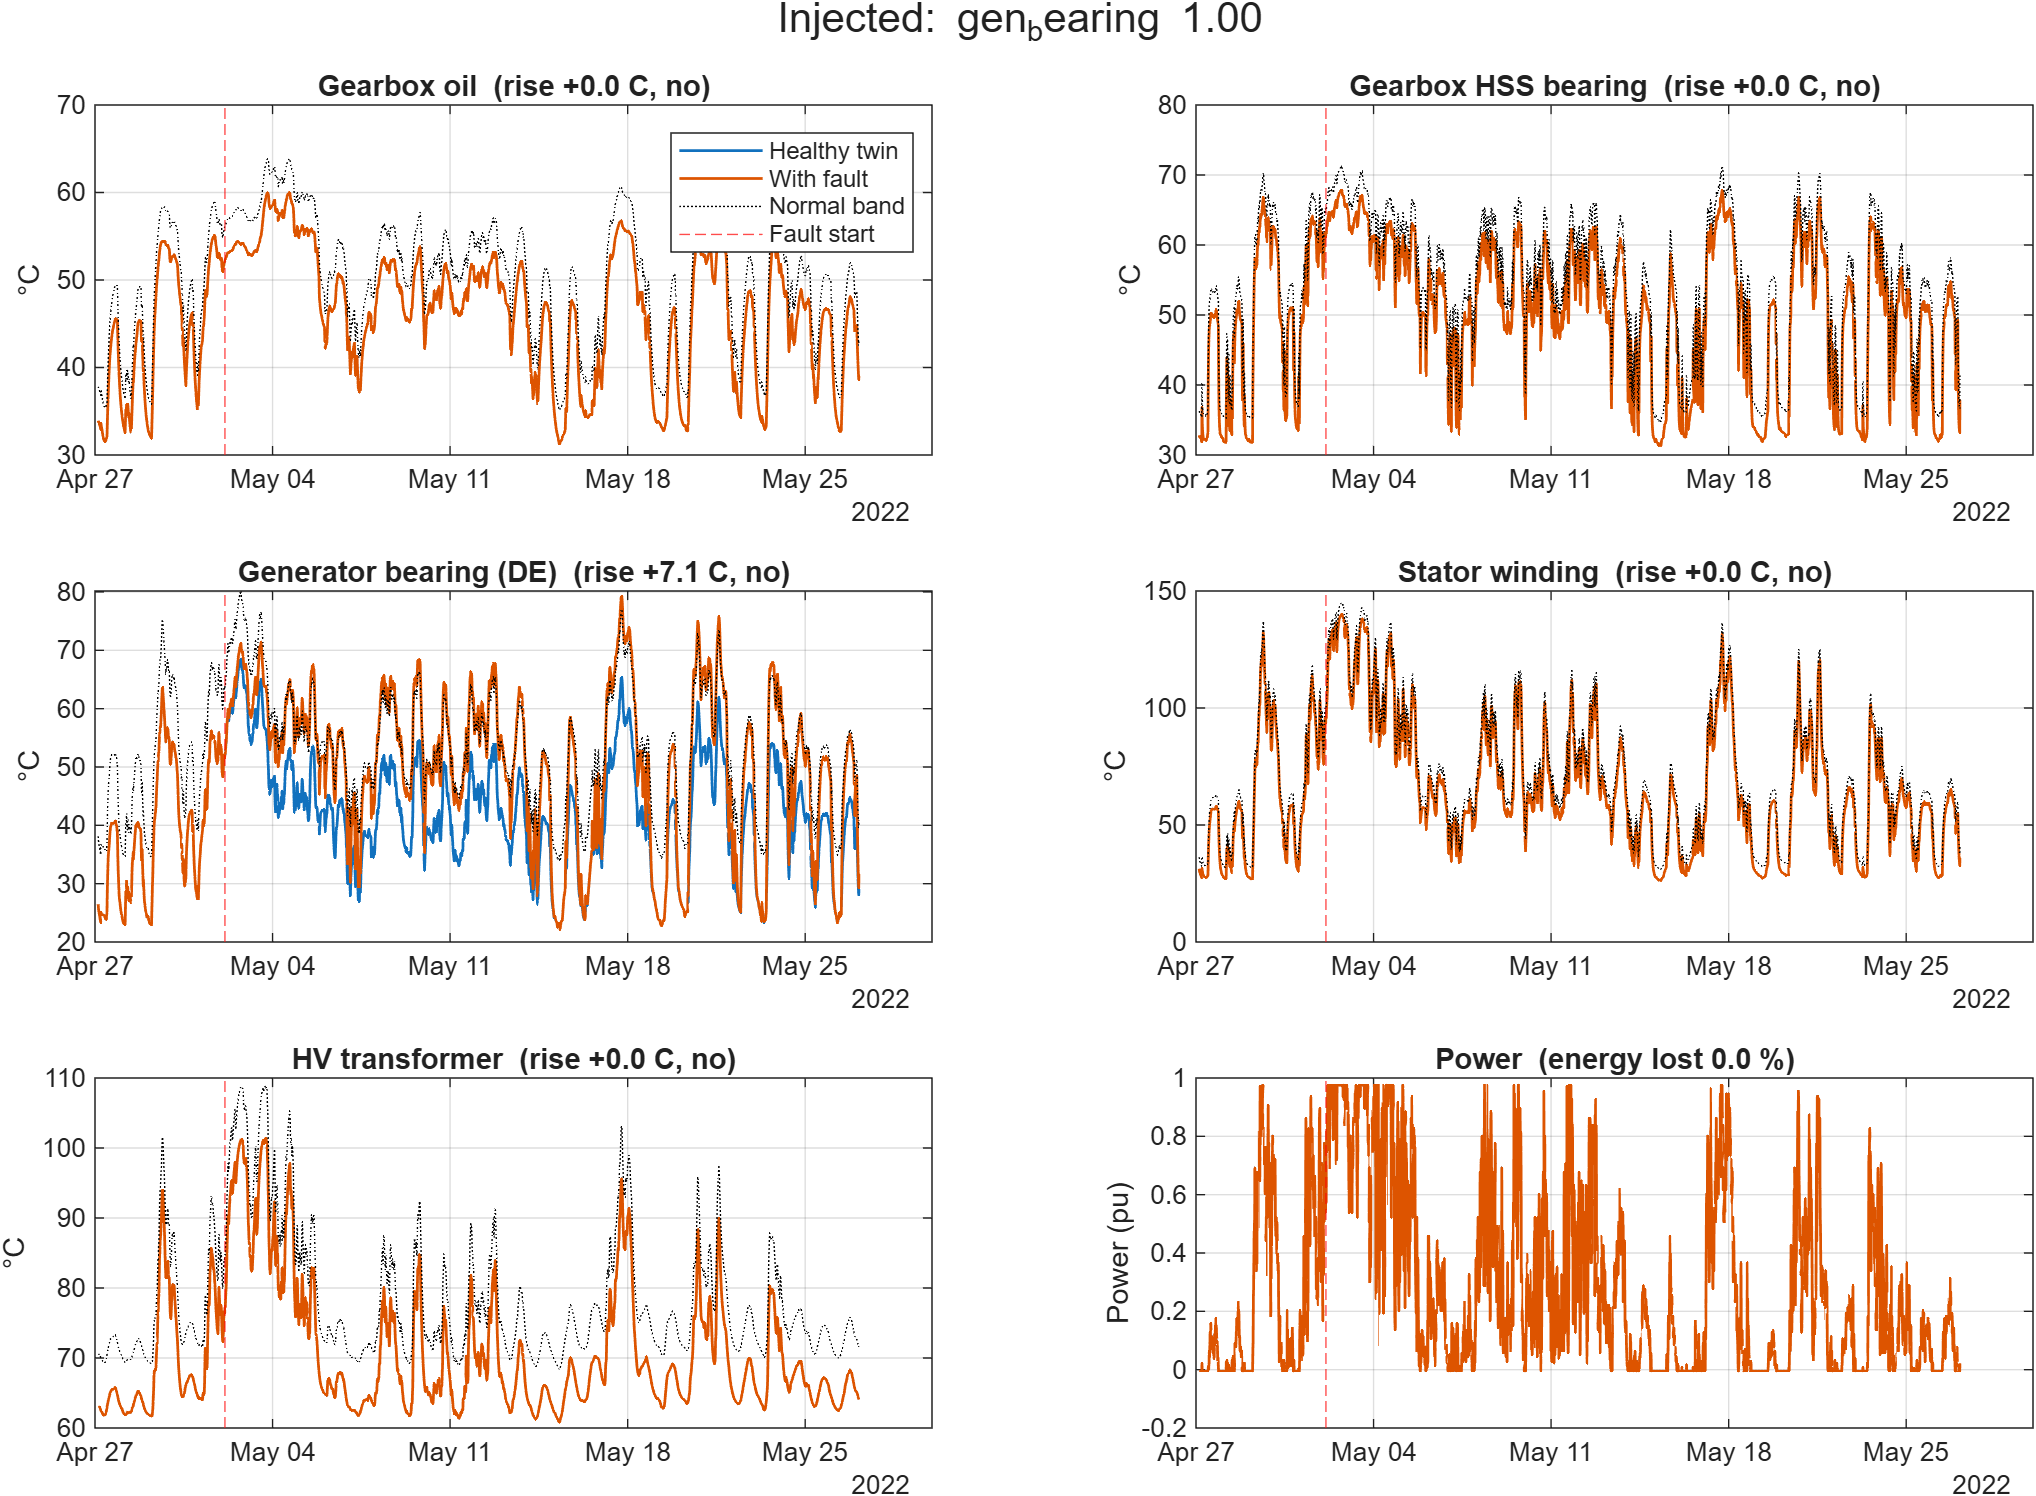 Injected: gen_bearing 1.00
Gearbox oil (rise +0.0 C, no)
70
60
50
40
30
°C
Healthy twin
With fault
Normal band
Fault start
Apr 27
May 04
May 11
May 18
May 25
2022
Gearbox HSS bearing (rise +0.0 C, no)
80
70
60
50
40
30
°C
Apr 27
May 04
May 11
May 18
May 25
2022
Generator bearing (DE) (rise +7.1 C, no)
80
70
60
50
40
30
20
°C
Apr 27
May 04
May 11
May 18
May 25
2022
Stator winding (rise +0.0 C, no)
150
100
50
0
°C
Apr 27
May 04
May 11
May 18
May 25
2022
HV transformer (rise +0.0 C, no)
110
100
90
80
70
60
°C
Apr 27
May 04
May 11
May 18
May 25
2022
Power (energy lost 0.0 %)
1
0.8
0.6
0.4
0.2
0
-0.2
Power (pu)
Apr 27
May 04
May 11
May 18
May 25
2022